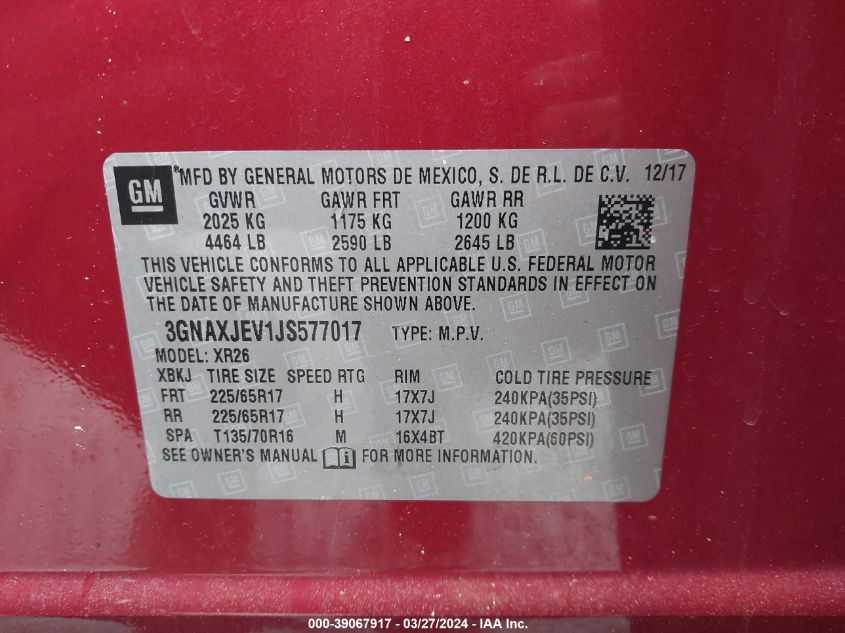 GM
*MFD BY GENERAL MOTORS DE MEXICO, S. DE R.L. DE C.V. 12/17
GVWR GAWR FRT GAWR RR
2025 KG 1175 KG 1200 KG
4464 LB 2590 LB 2645 LB
THIS VEHICLE CONFORMS TO ALL APPLICABLE U.S. FEDERAL MOTOR
VEHICLE SAFETY AND THEFT PREVENTION STANDARDS IN EFFECT ON
THE DATE OF MANUFACTURE SHOWN ABOVE.
3GNAXJEV1JS577017 TYPE: M.P.V.
MODEL: XR26
XBKJ TIRE SIZE SPEED RTG RIM COLD TIRE PRESSURE
FRT 225/65R17 H 17X7J 240KPA(35PSI)
RR 225/65R17 H 17X7J 240KPA(35PSI)
SPA T135/70R16 M 16X4BT 420KPA(60PSI)
SEE OWNER'S MANUAL i FOR MORE INFORMATION.
000-39067917 - 03/27/2024 - IAAI.com